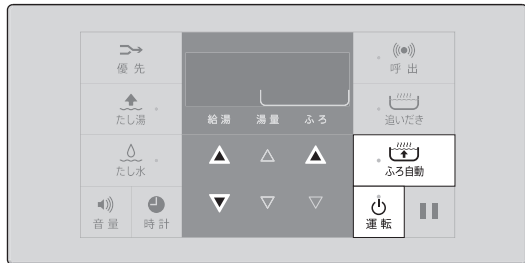 優先
呼出
たし湯
給湯 湯量 ふろ
追いだき
たし水
ふろ自動
音量
時計
運転